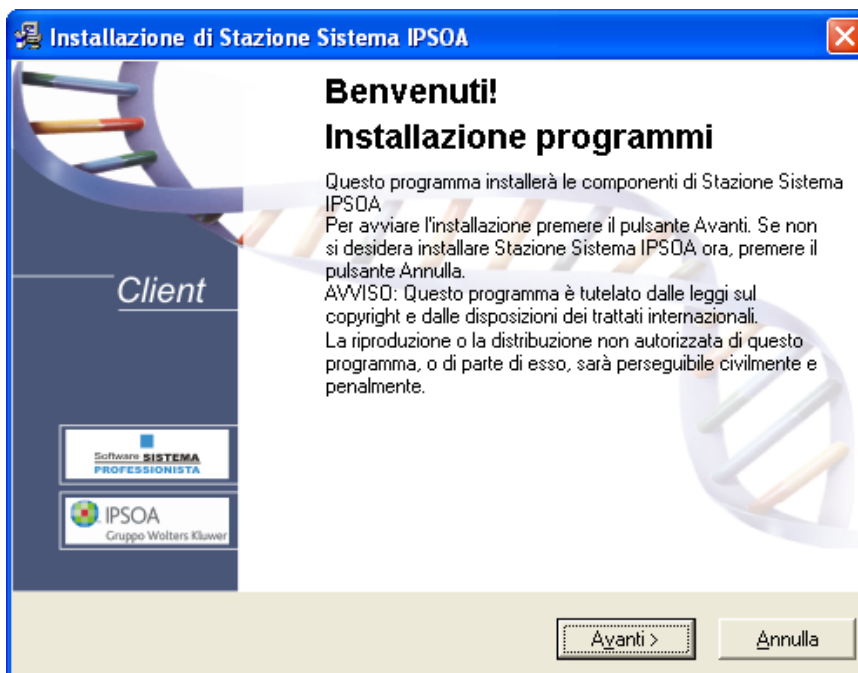 Installazione di Stazione Sistema IPSOA
Benvenuti!
Installazione programmi
Questo programma installerà le componenti di Stazione Sistema
IPSOA
Per avviare l'installazione premere il pulsante Avanti. Se non
si desidera installare Stazione Sistema IPSOA ora, premere il
pulsante Annulla.
AVVISO: Questo programma è tutelato dalle leggi sul
copyright e dalle disposizioni dei trattati internazionali.
La riproduzione o la distribuzione non autorizzata di questo
programma, o di parte di esso, sarà perseguibile civilmente e
penalmente.
Client
Software SISTEMA
PROFESSIONISTA
IPSOA
Gruppo Wolters Kluwer
Avanti >
Annulla